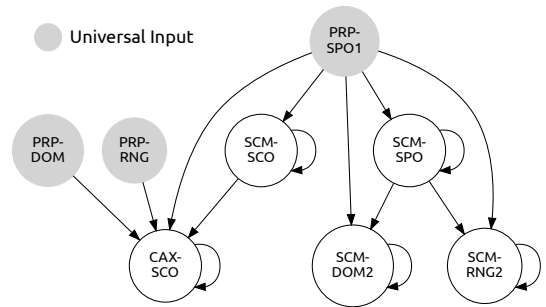 Universal Input
PRP-
SPO1
PRP-
DOM
PRP-
RNG
SCM-
SCO
SCM-
SPO
CAX-
SCO
SCM-
DOM2
SCM-
RNG2